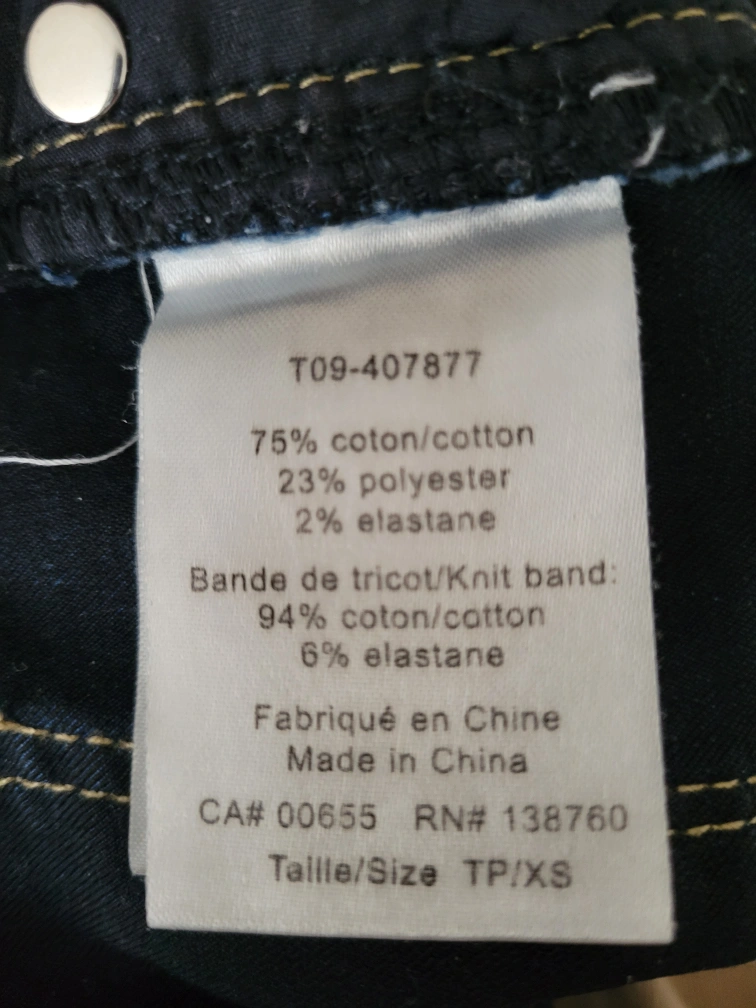 T09-407877
75% coton/cotton
23% polyester
2% elastane
Bande de tricot/Knit band:
94% coton/cotton
6% elastane
Fabriqué en Chine
Made in China
CA# 00655 RN# 138760
Taille/Size TP/XS